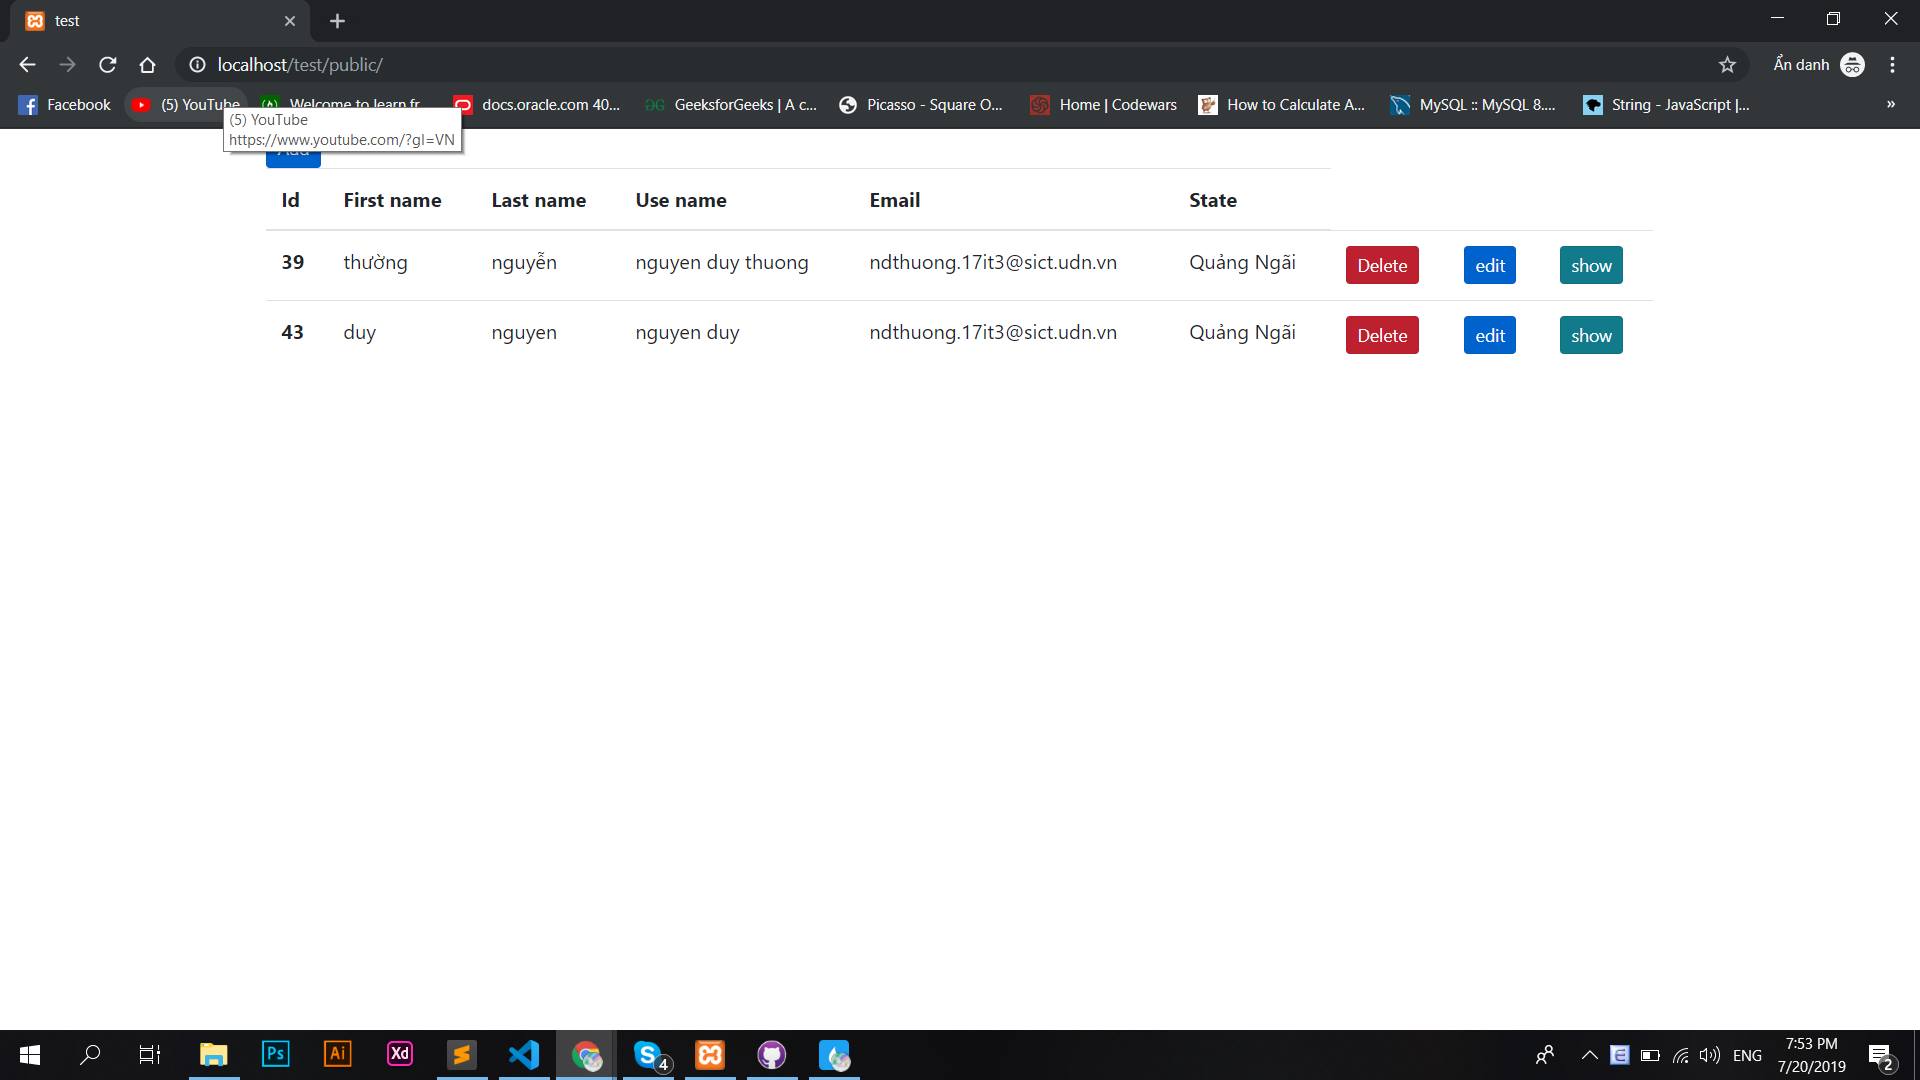 test
localhost/test/public/
Ẩn danh
Facebook
(5) YouTube
Welcome to learn fr
docs.oracle.com 40...
GeeksforGeeks | A c...
Picasso - Square O...
Home | Codewars
How to Calculate A...
MySQL :: MySQL 8....
String - JavaScript |...
»
(5) YouTube
https://www.youtube.com/?gl=VN
Add
Id First name Last name Use name Email State
39 thường nguyễn nguyen duy thuong ndthuong.17it3@sict.udn.vn Quảng Ngãi Delete edit show
43 duy nguyen nguyen duy ndthuong.17it3@sict.udn.vn Quảng Ngãi Delete edit show
Ps Ai Xd
4
ENG
7:53 PM
7/20/2019
2